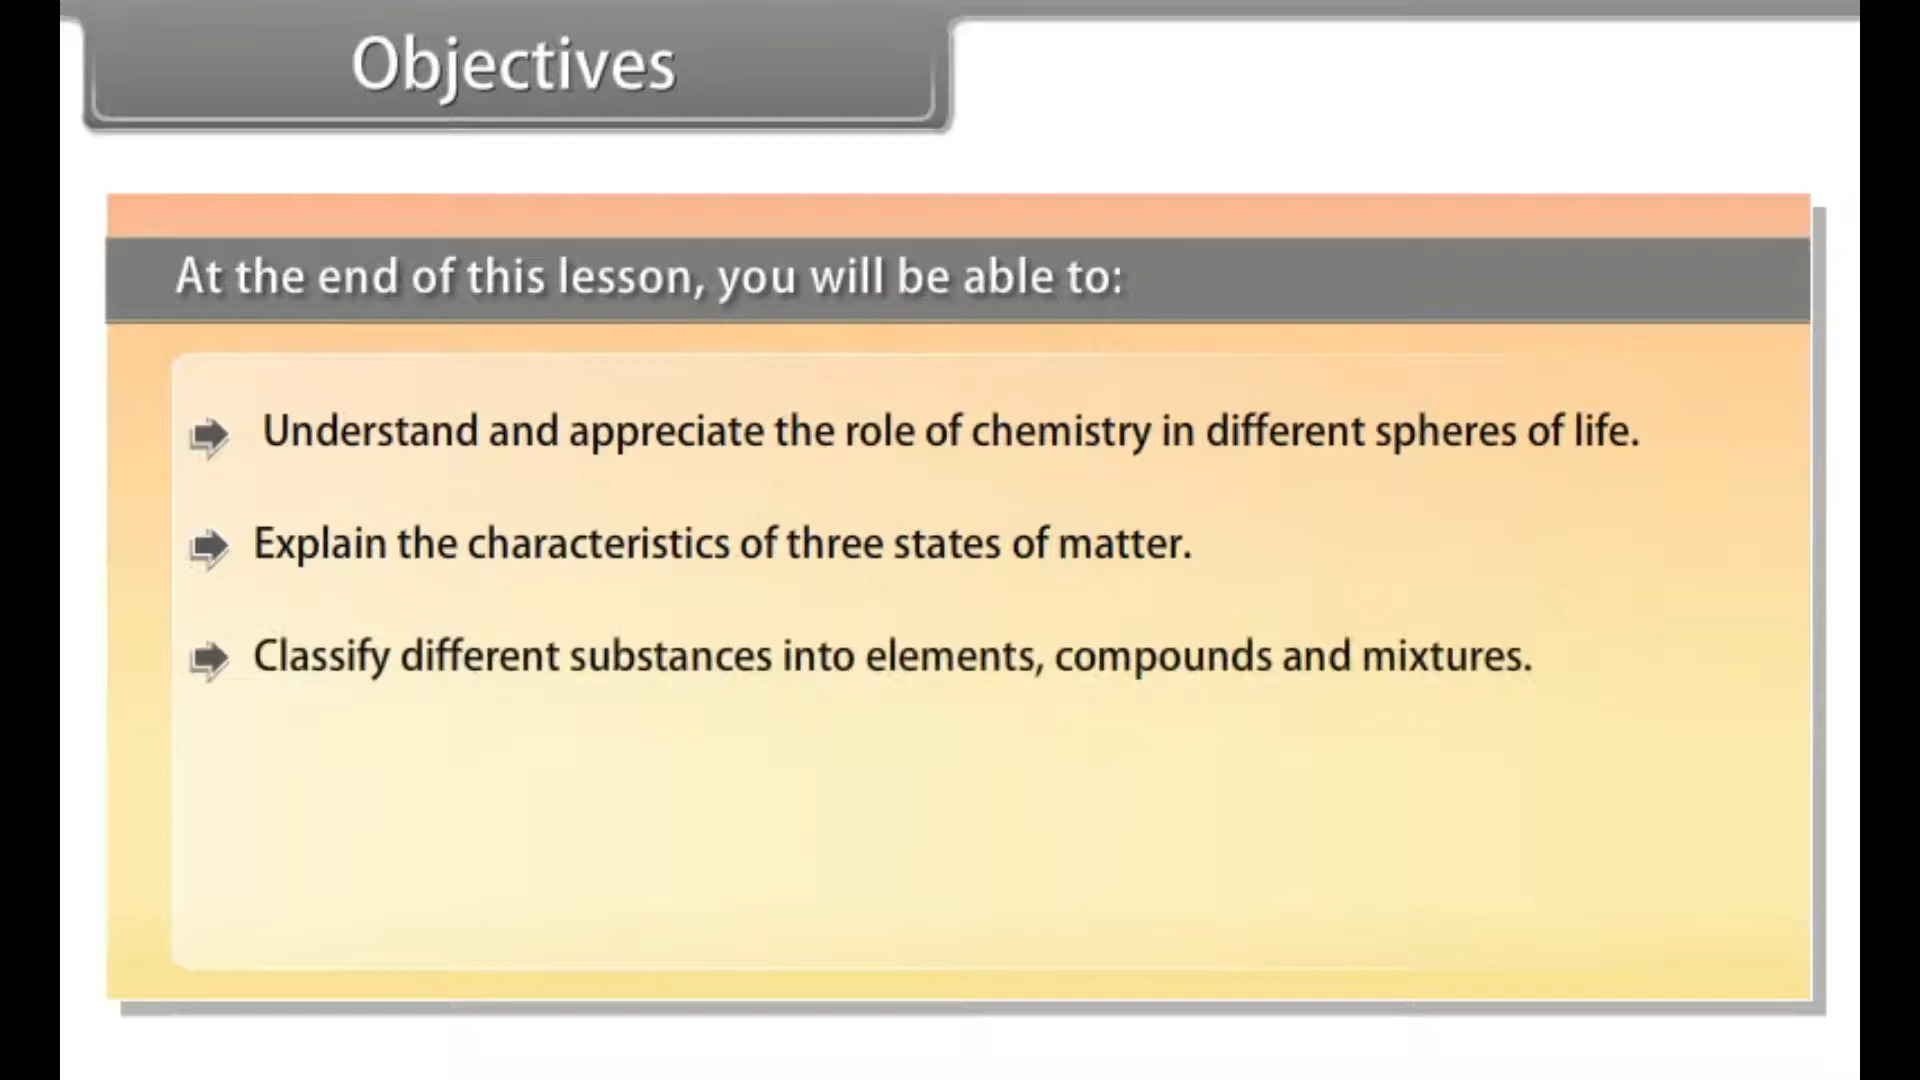 Objectives
At the end of this lesson, you will be able to:
Understand and appreciate the role of chemistry in different spheres of life.
Explain the characteristics of three states of matter.
Classify different substances into elements, compounds and mixtures.